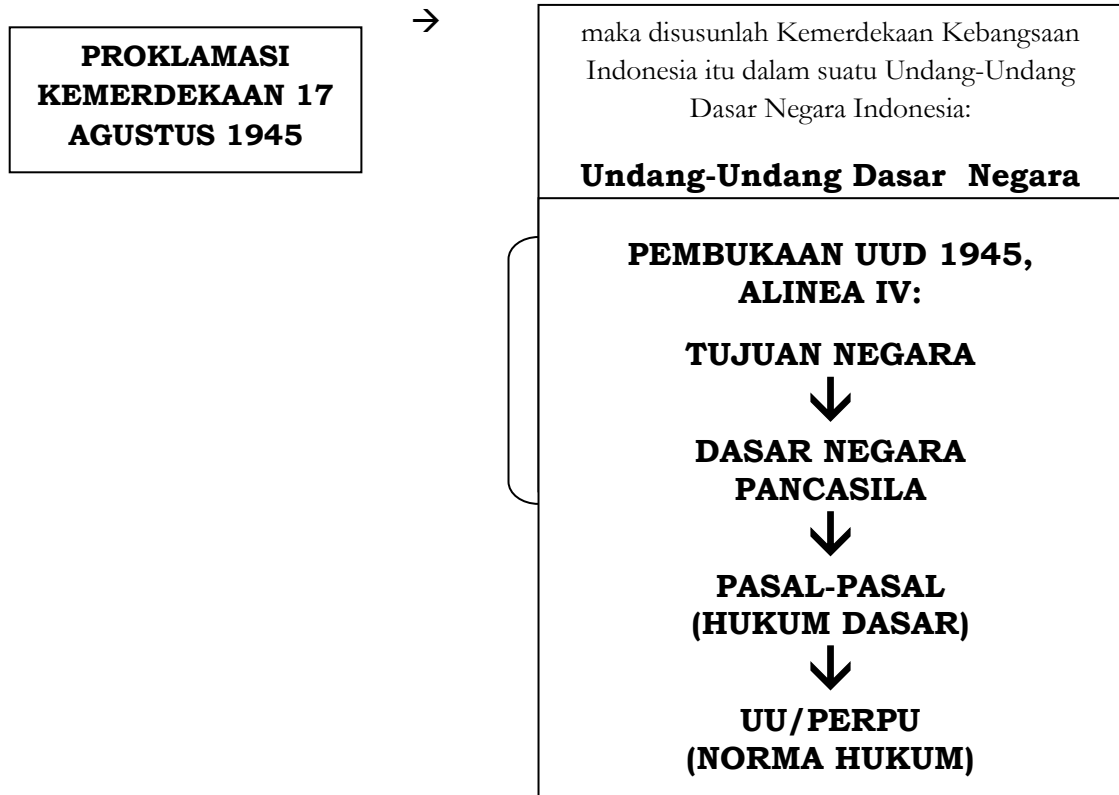 PROKLAMASI
KEMERDEKAAN 17
AGUSTUS 1945
→
maka disusunlah Kemerdekaan Kebangsaan
Indonesia itu dalam suatu Undang-Undang
Dasar Negara Indonesia:
Undang-Undang Dasar Negara
PEMBUKAAN UUD 1945,
ALINEA IV:
TUJUAN NEGARA
↓
DASAR NEGARA
PANCASILA
↓
PASAL-PASAL
(HUKUM DASAR)
↓
UU/PERPU
(NORMA HUKUM)